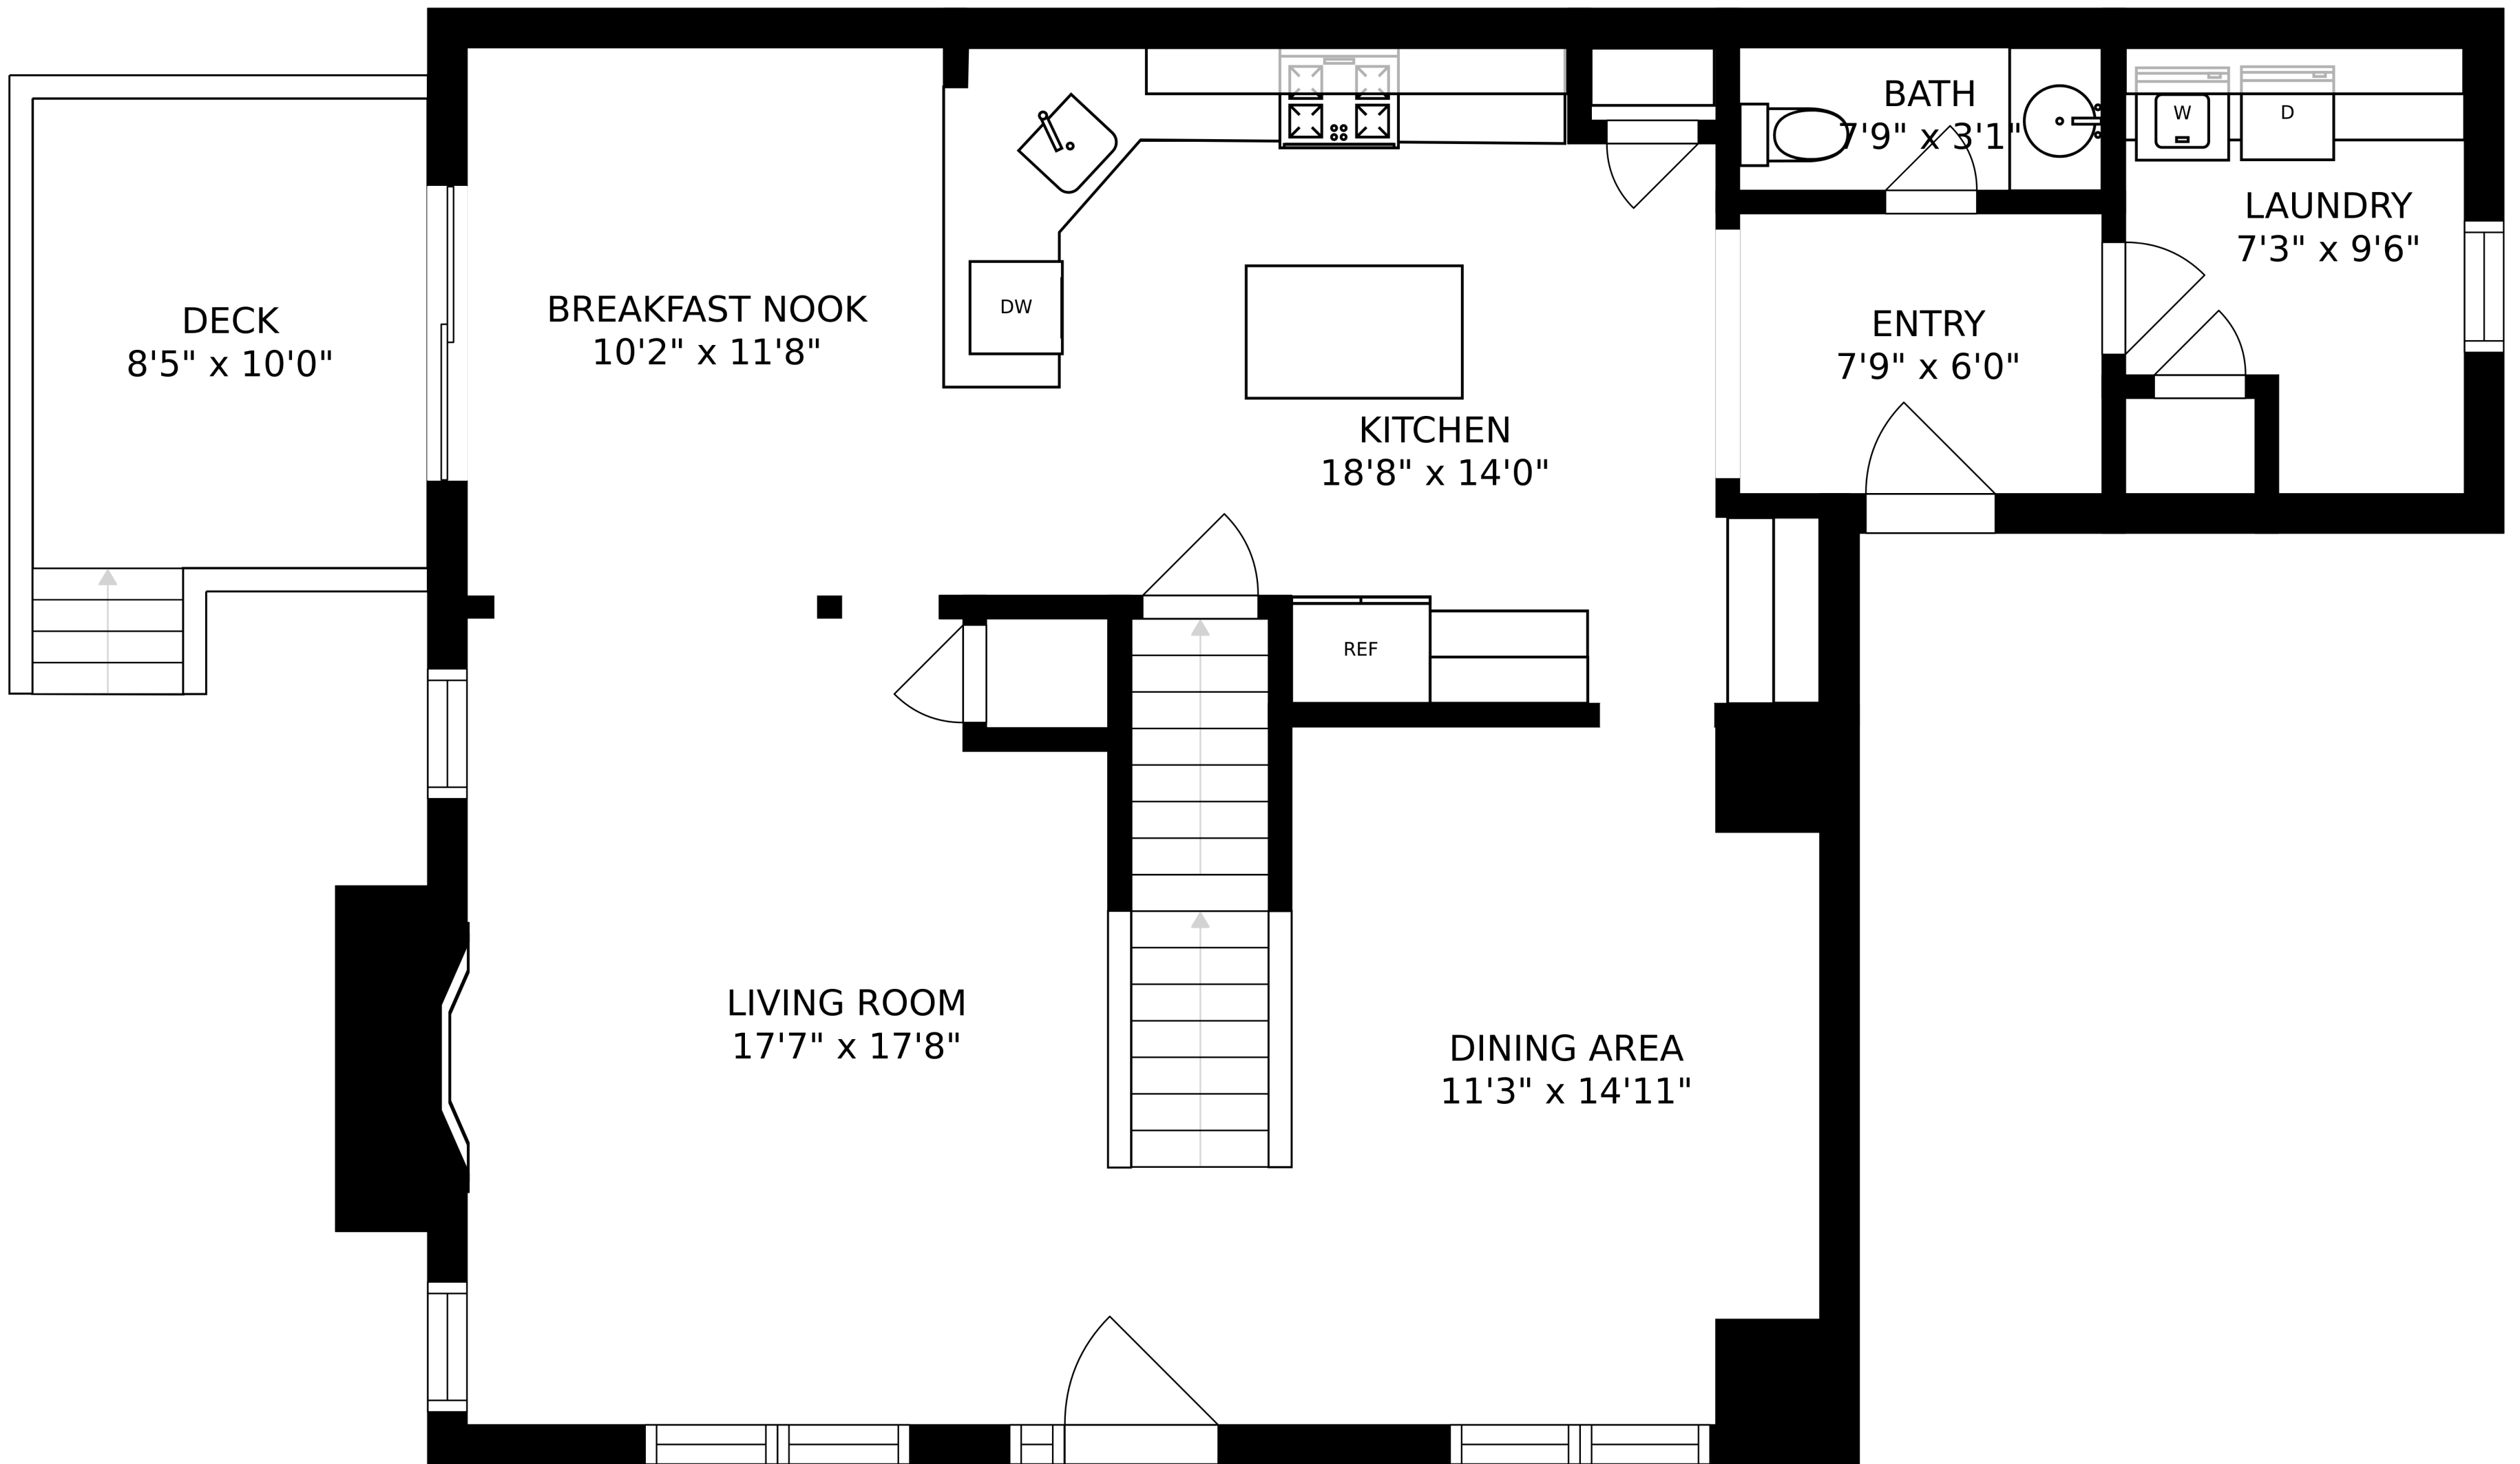 BATH
7'9" x 3'1"
W
D
LAUNDRY
7'3" x 9'6"
DECK
8'5" x 10'0"
BREAKFAST NOOK
10'2" x 11'8"
DW
ENTRY
7'9" x 6'0"
KITCHEN
18'8" x 14'0"
REF
LIVING ROOM
17'7" x 17'8"
DINING AREA
11'3" x 14'11"